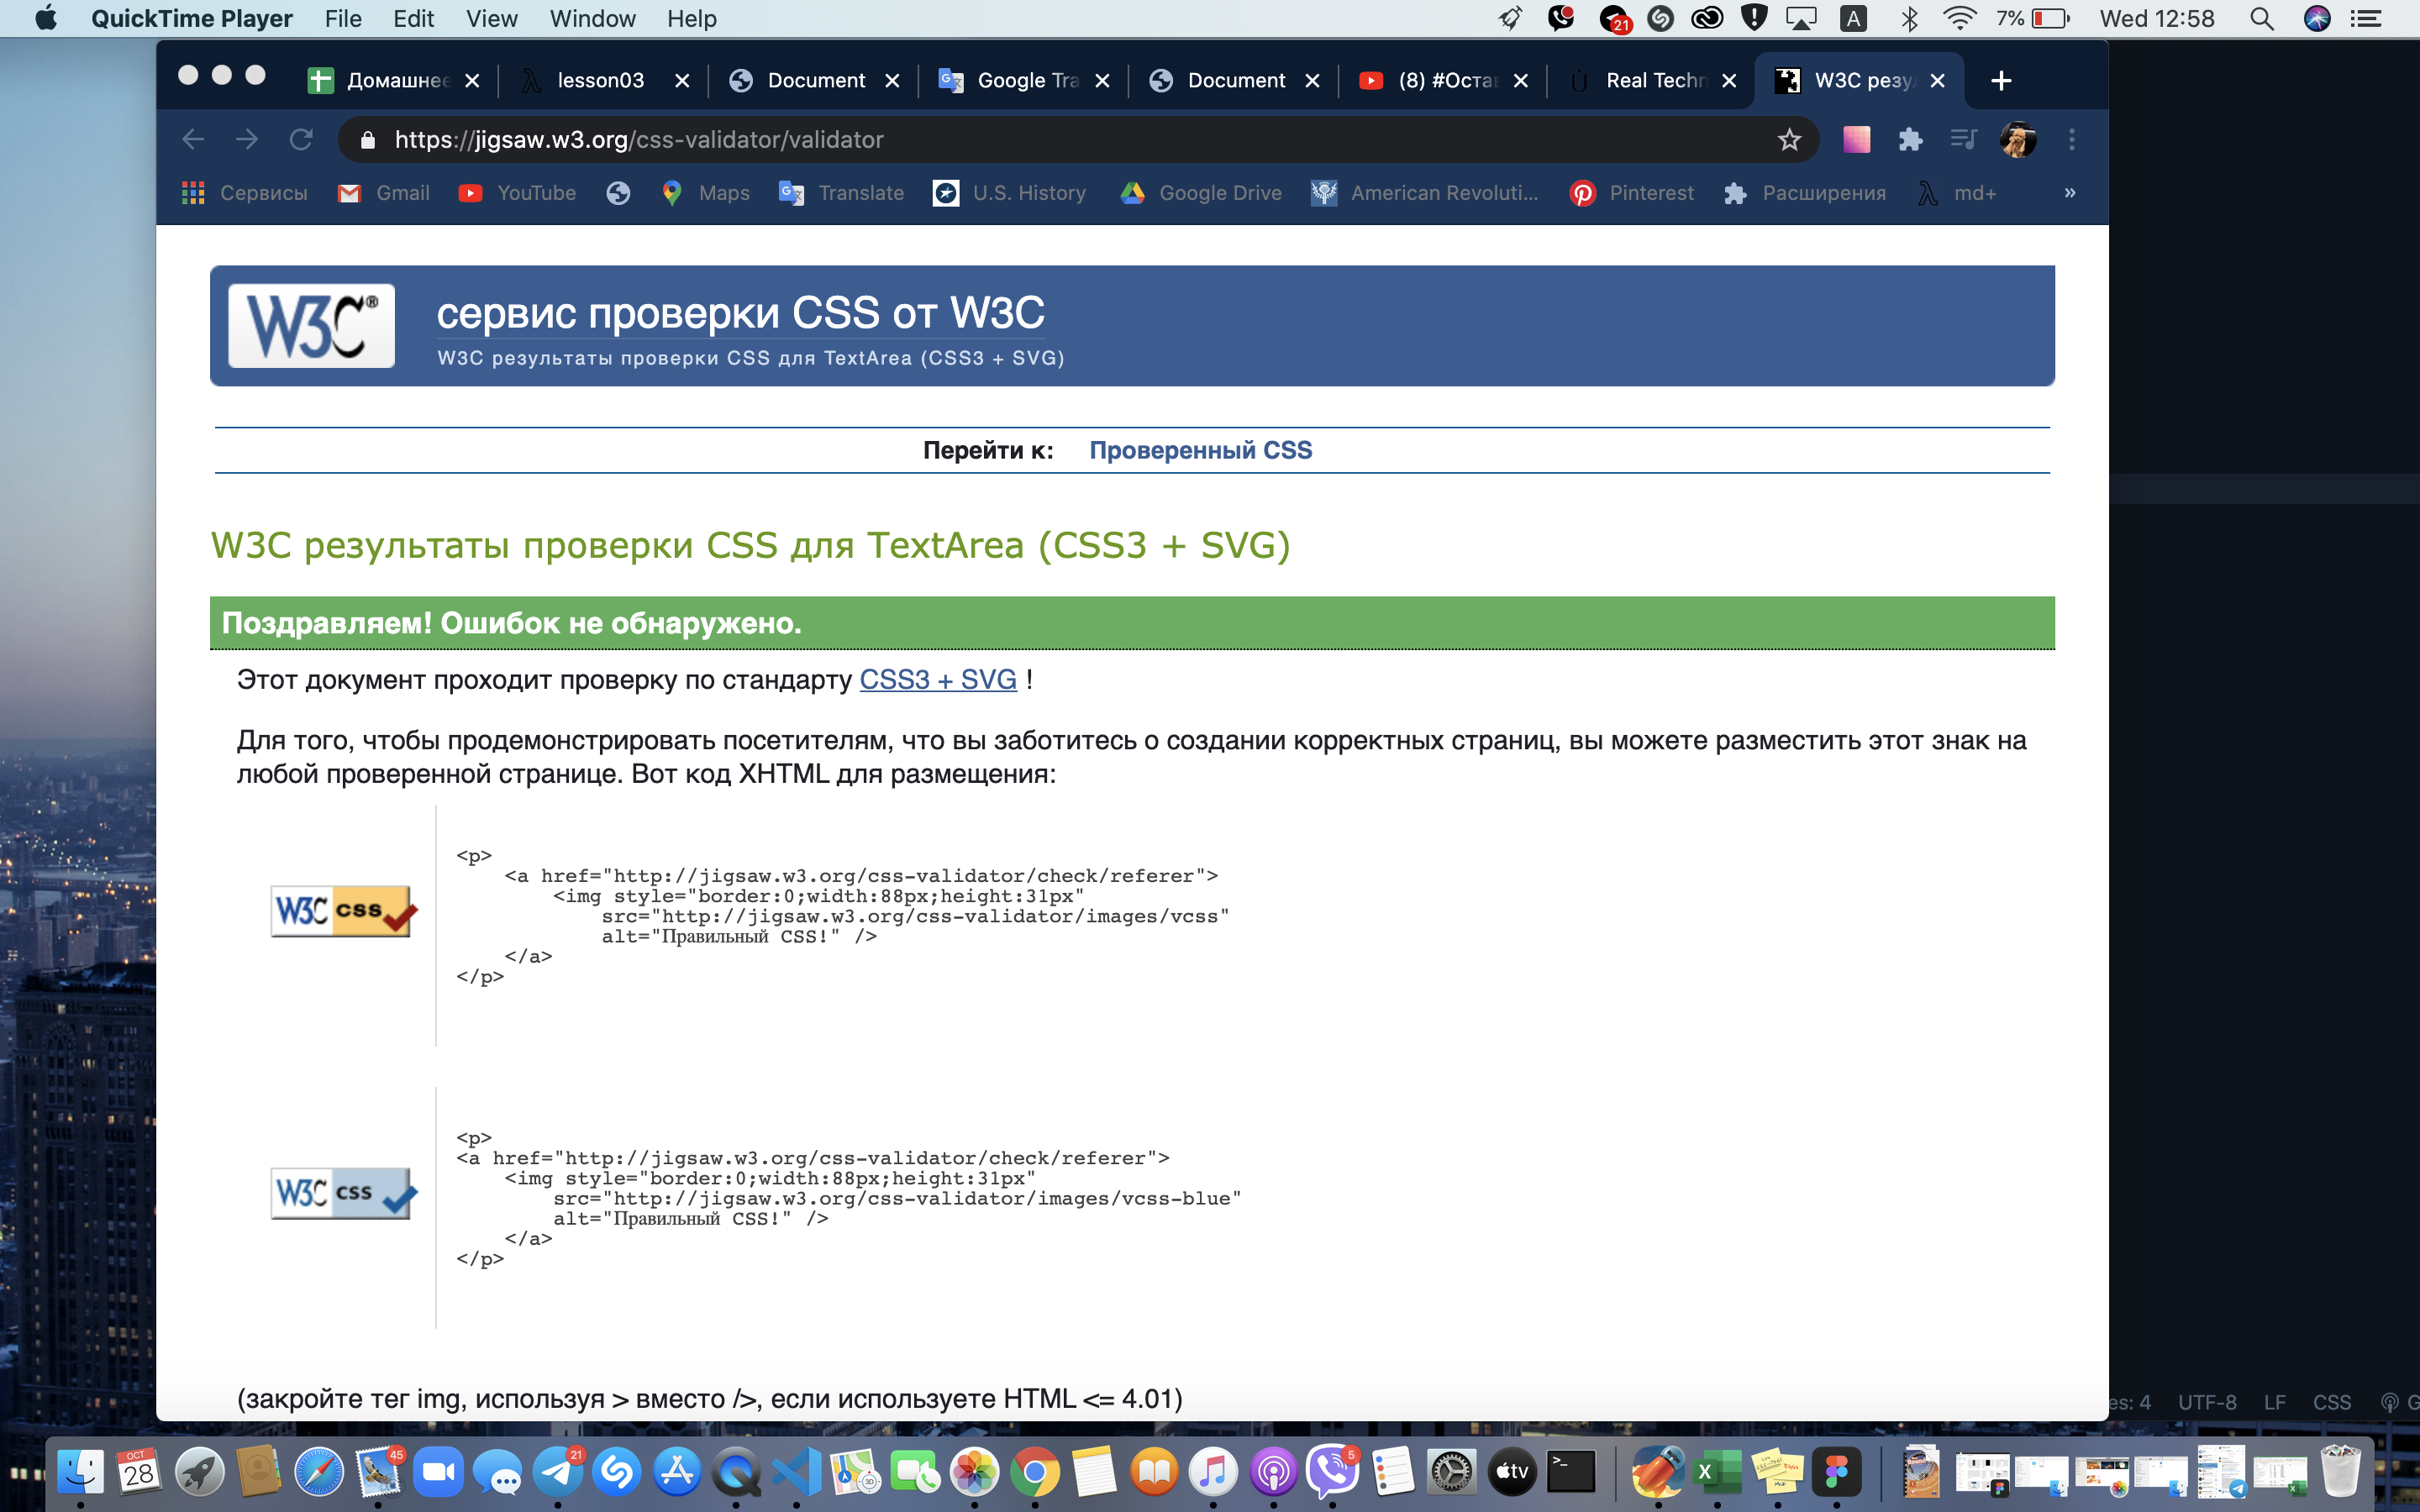 QuickTime Player File Edit View Window Help 21 A 7% Wed 12:58
Домашнее lesson03 Document Google Tra Document (8) #Оста Real Techn W3C резу
https://jigsaw.w3.org/css-validator/validator
Сервисы Gmail YouTube Maps Translate U.S. History Google Drive American Revoluti... Pinterest Расширения md+ »
W3C® сервис проверки CSS от W3C
W3C результаты проверки CSS для TextArea (CSS3 + SVG)
Перейти к: Проверенный CSS
W3C результаты проверки CSS для TextArea (CSS3 + SVG)
Поздравляем! Ошибок не обнаружено.
Этот документ проходит проверку по стандарту CSS3 + SVG !
Для того, чтобы продемонстрировать посетителям, что вы заботитесь о создании корректных страниц, вы можете разместить этот знак на
любой проверенной странице. Вот код XHTML для размещения:
W3C css
<p>
<a href="http://jigsaw.w3.org/css-validator/check/referer">
<img style="border:0;width:88px;height:31px"
src="http://jigsaw.w3.org/css-validator/images/vcss"
alt="Правильный CSS!" />
</a>
</p>
W3C css
<p>
<a href="http://jigsaw.w3.org/css-validator/check/referer">
<img style="border:0;width:88px;height:31px"
src="http://jigsaw.w3.org/css-validator/images/vcss-blue"
alt="Правильный CSS!" />
</a>
</p>
(закройте тег img, используя > вместо />, если используете HTML <= 4.01)
es: 4 UTF-8 LF CSS G
OCT 28 45 21 5 tv